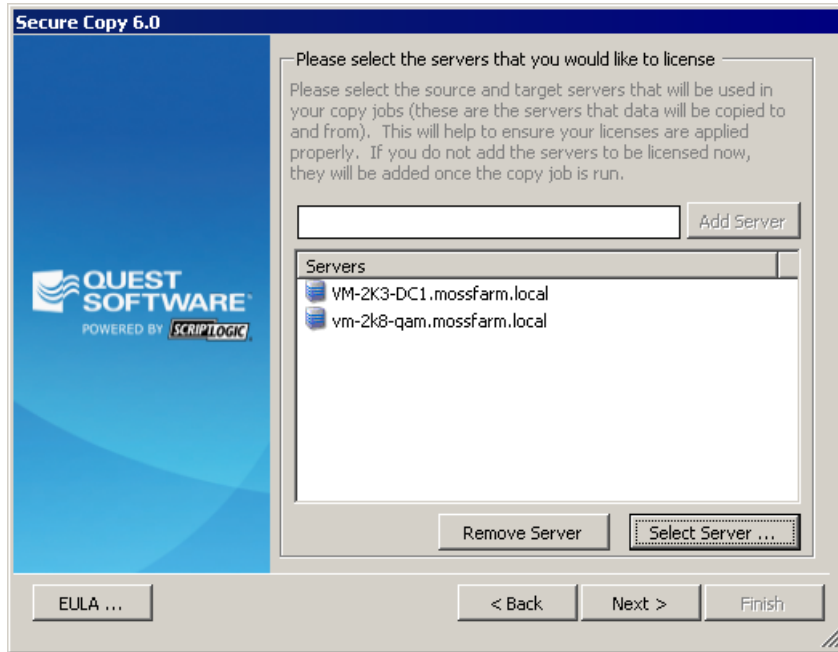 Secure Copy 6.0
Please select the servers that you would like to license
Please select the source and target servers that will be used in
your copy jobs (these are the servers that data will be copied to
and from). This will help to ensure your licenses are applied
properly. If you do not add the servers to be licensed now,
they will be added once the copy job is run.
Add Server
Servers
VM-2K3-DC1.mossfarm.local
vm-2k8-qam.mossfarm.local
QUEST
SOFTWARE
POWERED BY SCRIPTLOGIC
Remove Server
Select Server ...
EULA ...
< Back
Next >
Finish